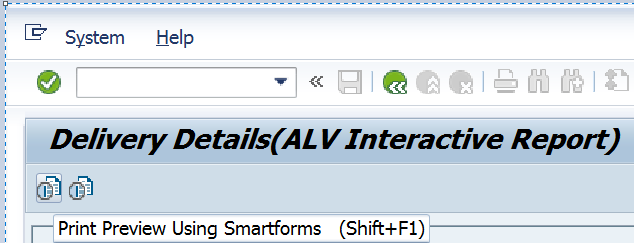 System Help
Delivery Details(ALV Interactive Report)
Print Preview Using Smartforms (Shift+F1)